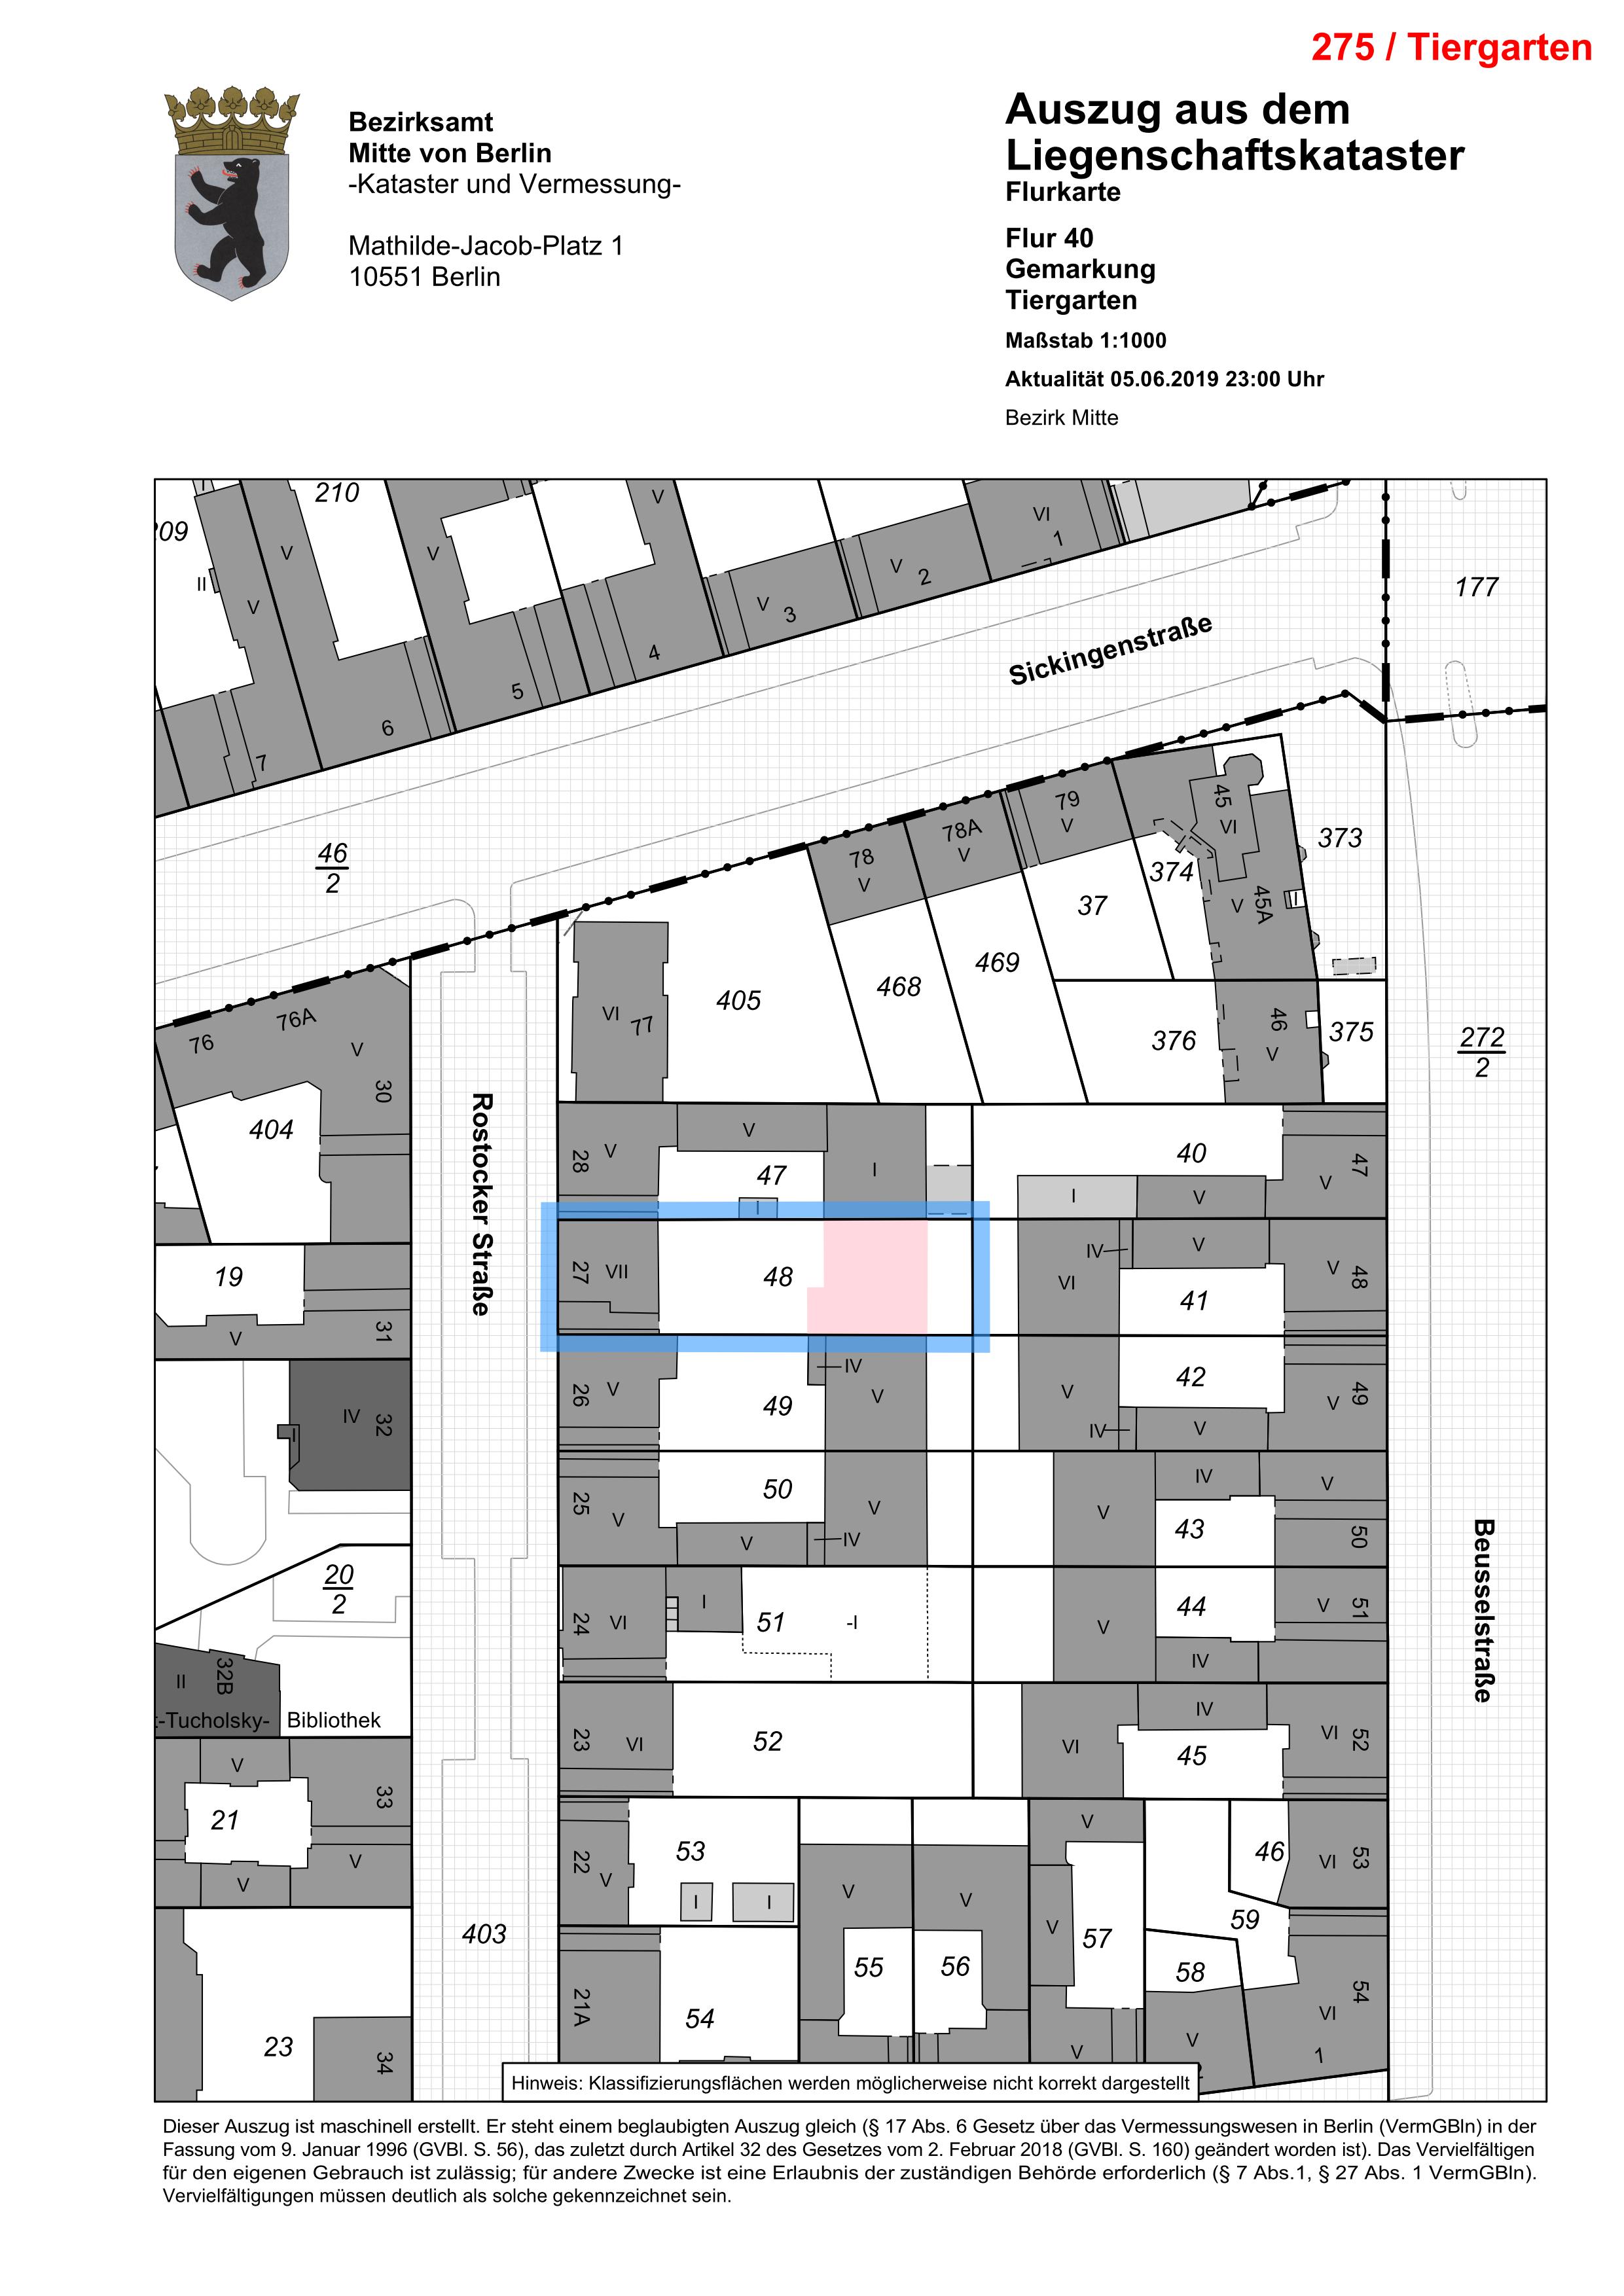 275 / Tiergarten
Bezirksamt
Mitte von Berlin
-Kataster und Vermessung-
Mathilde-Jacob-Platz 1
10551 Berlin
Auszug aus dem
Liegenschaftskataster
Flurkarte
Flur 40
Gemarkung
Tiergarten
Maßstab 1:1000
Aktualität 05.06.2019 23:00 Uhr
Bezirk Mitte
210
V
VI
1
09
II
V
V
V
V
2
V
3
177
4
5
6
7
Sickingenstraße
46
2
79
V
78A
V
78
V
45
VI
373
374
V
45A
37
469
468
405
VI
77
76
76A
V
30
404
376
46
V
375
272
2
Rostocker Straße
28
V
V
47
I
I
40
I
V
V
47
19
V
31
27
VII
48
IV
V
VI
41
V
48
26
V
49
IV
V
V
42
IV
V
V
49
IV
32
I
25
V
50
V
V
IV
V
IV
43
V
50
20
2
24
VI
I
51
-I
V
44
IV
V
51
Beusselstraße
II
32B
-Tucholsky-
Bibliothek
23
VI
52
VI
IV
45
VI
52
V
21
33
V
V
22
V
53
I
I
V
V
V
V
57
46
VI
53
59
403
55
56
58
21A
54
23
34
V
V
VI
54
1
Hinweis: Klassifizierungsflächen werden möglicherweise nicht korrekt dargestellt
Dieser Auszug ist maschinell erstellt. Er steht einem beglaubigten Auszug gleich (§ 17 Abs. 6 Gesetz über das Vermessungswesen in Berlin (VermGBln) in der
Fassung vom 9. Januar 1996 (GVBl. S. 56), das zuletzt durch Artikel 32 des Gesetzes vom 2. Februar 2018 (GVBl. S. 160) geändert worden ist). Das Vervielfältigen
für den eigenen Gebrauch ist zulässig; für andere Zwecke ist eine Erlaubnis der zuständigen Behörde erforderlich (§ 7 Abs.1, § 27 Abs. 1 VermGBln).
Vervielfältigungen müssen deutlich als solche gekennzeichnet sein.